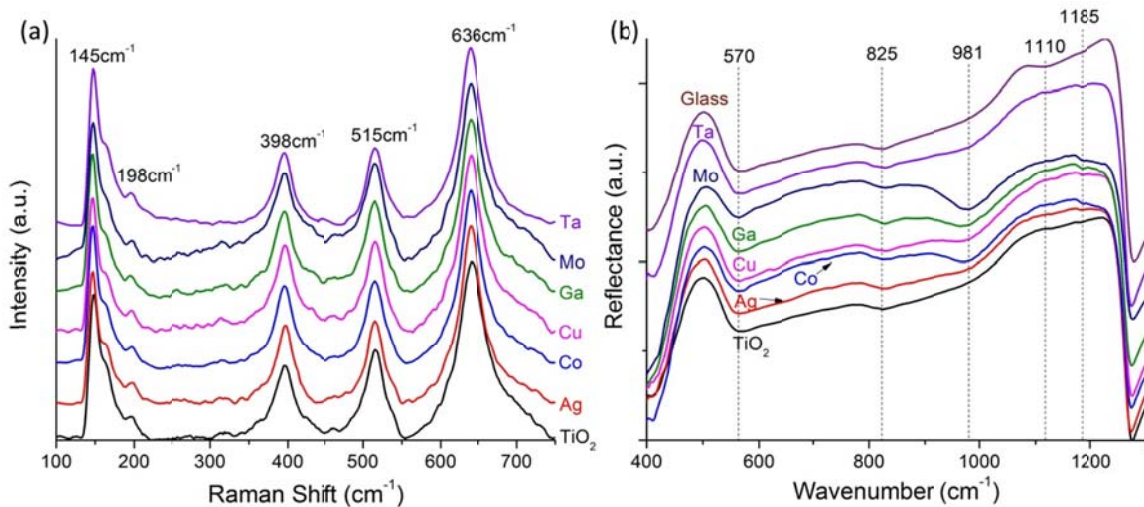 (a)
145cm⁻¹
198cm⁻¹
398cm⁻¹
515cm⁻¹
636cm⁻¹
Ta
Mo
Ga
Cu
Co
Ag
TiO₂
Intensity (a.u.)
100 200 300 400 500 600 700
Raman Shift (cm⁻¹)
(b)
570
825
981
1110
1185
Glass
Ta
Mo
Ga
Cu
Co
Ag
TiO₂
Reflectance (a.u.)
400 600 800 1000 1200
Wavenumber (cm⁻¹)